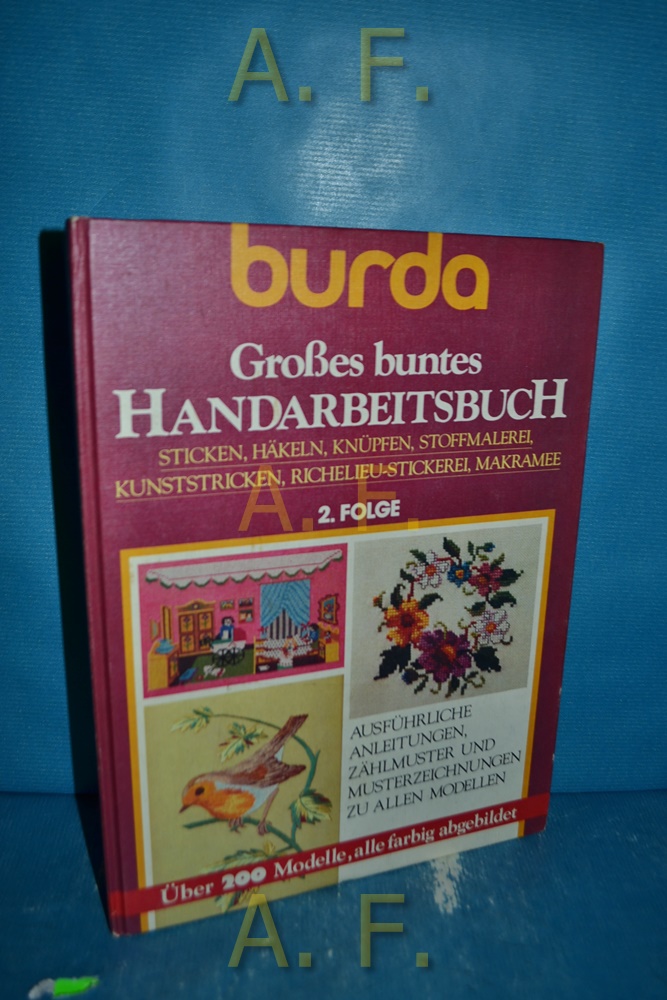 A. F.
burda
Großes buntes
HANDARBEITSBUCH
STICKEN, HÄKELN, KNÜPFEN, STOFFMALEREI,
KUNSTSTRICKEN, RICHELIEU-STICKEREI, MAKRAMEE
A. F.
2. FOLGE
AUSFÜHRLICHE
ANLEITUNGEN,
ZÄHLMUSTER UND
MUSTERZEICHNUNGEN
ZU ALLEN MODELLEN
Über 200 Modelle, alle farbig abgebildet
A. F.